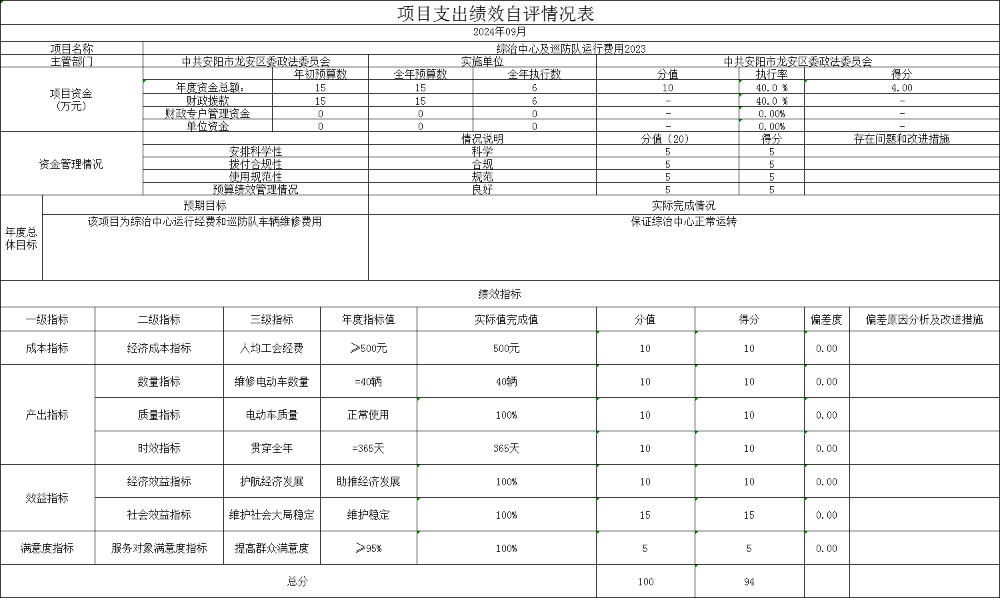 项目支出绩效自评情况表
2024年09月
项目名称 综治中心及巡防队运行费用2023
主管部门 中共安阳市龙安区委政法委员会 实施单位 中共安阳市龙安区委政法委员会
项目资金
(万元)
年初预算数 全年预算数 全年执行数 分值 执行率 得分
年度资金总额: 15 15 6 10 40.0 % 4.00
财政拨款 15 15 6 - 40.0 % -
财政专户管理资金 0 0 0 - 0.00% -
单位资金 0 0 0 - 0.00% -
资金管理情况
情况说明 分值（20） 得分 存在问题和改进措施
安排科学性 科学 5 5
拨付合规性 合规 5 5
使用规范性 规范 5 5
预算绩效管理情况 良好 5 5
年度总
体目标
预期目标 实际完成情况
该项目为综治中心运行经费和巡防队车辆维修费用 保证综治中心正常运转
绩效指标
一级指标 二级指标 三级指标 年度指标值 实际值完成值 分值 得分 偏差度 偏差原因分析及改进措施
成本指标 经济成本指标 人均工会经费 ≥500元 500元 10 10 0.00
产出指标 数量指标 维修电动车数量 =40辆 40辆 10 10 0.00
质量指标 电动车质量 正常使用 100% 10 10 0.00
时效指标 贯穿全年 =365天 365天 10 10 0.00
效益指标 经济效益指标 护航经济发展 助推经济发展 100% 10 10 0.00
社会效益指标 维护社会大局稳定 维护稳定 100% 15 15 0.00
满意度指标 服务对象满意度指标 提高群众满意度 ≥95% 100% 5 5 0.00
总分 100 94